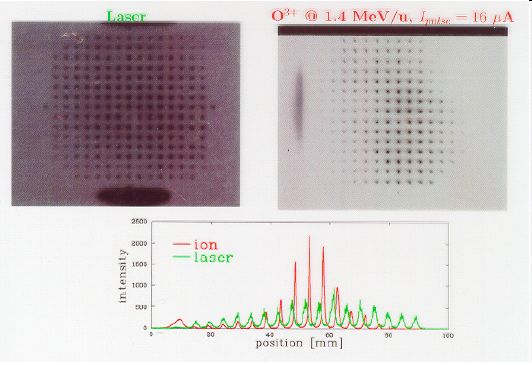 Laser
O³⁺ @ 1.4 MeV/u, I_pulse = 16 μA
2500
2000
1500
1000
500
0
intensity
ion
laser
0
20
40
60
80
100
position [mm]